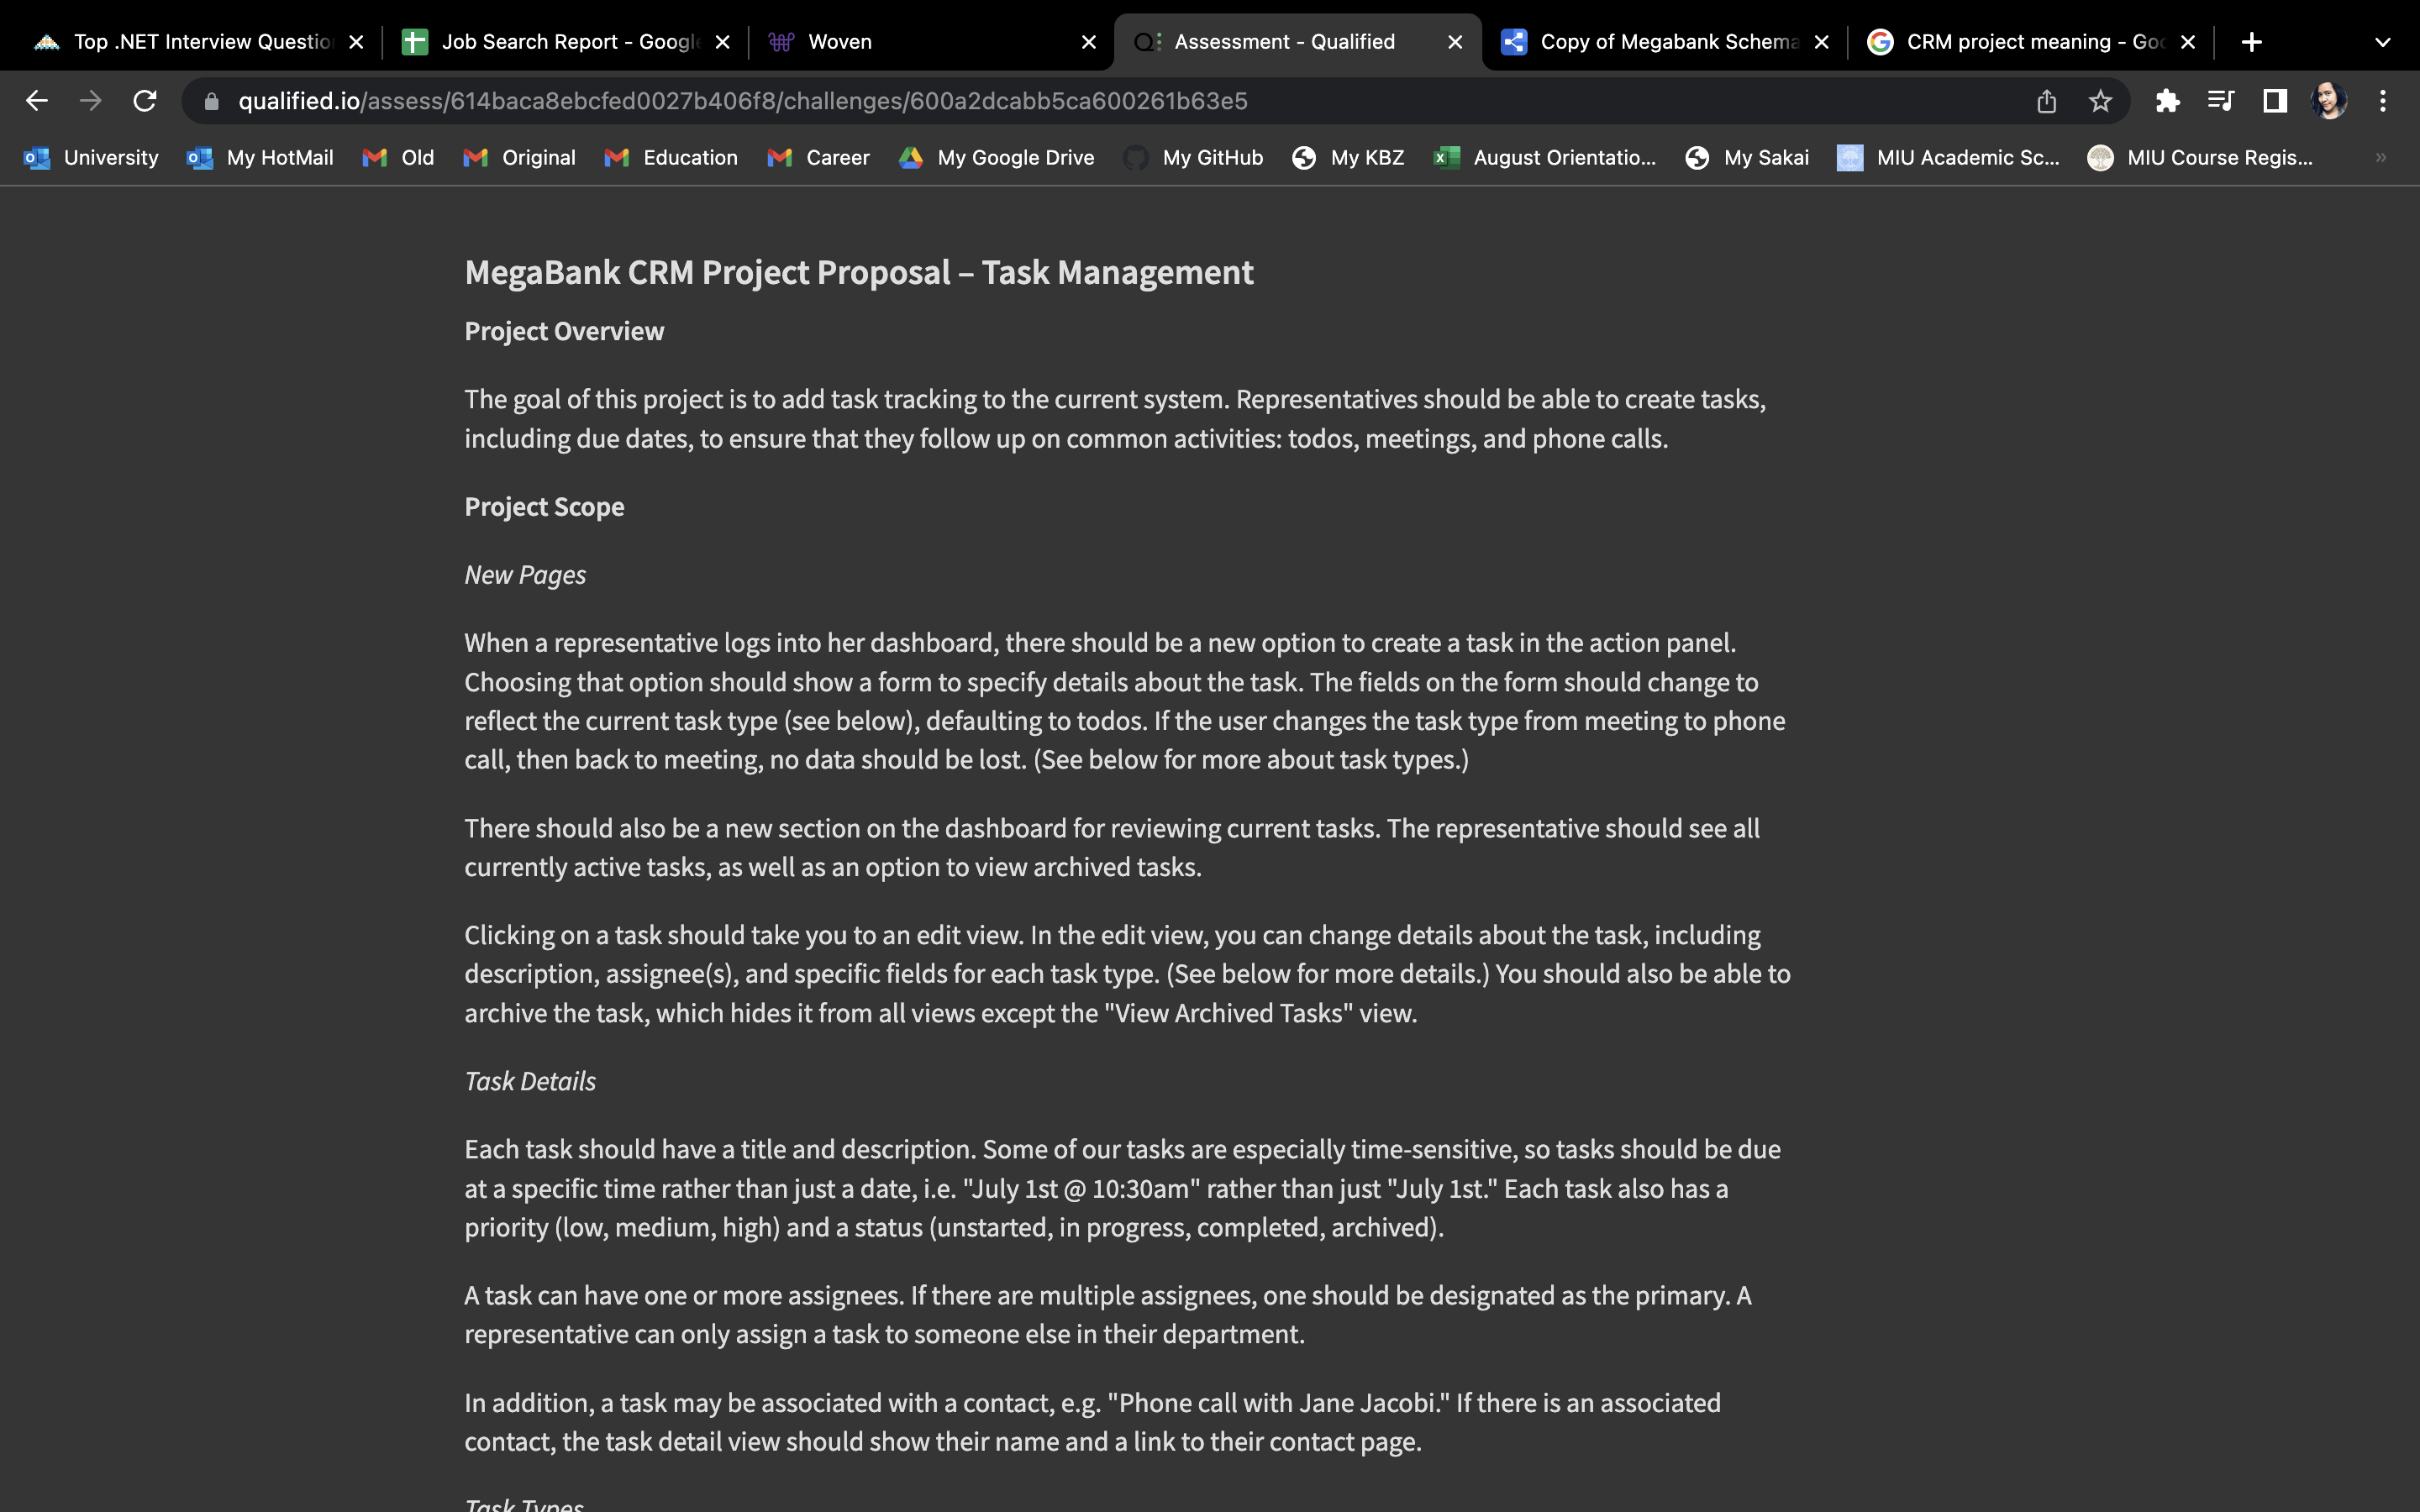 Top .NET Interview Questio
Job Search Report - Google
Woven
Assessment - Qualified
Copy of Megabank Schema
CRM project meaning - Goo
qualified.io/assess/614baca8ebcfed0027b406f8/challenges/600a2dcabb5ca600261b63e5
University
My HotMail
Old
Original
Education
Career
My Google Drive
My GitHub
My KBZ
August Orientatio...
My Sakai
MIU Academic Sc...
MIU Course Regis...
MegaBank CRM Project Proposal – Task Management
Project Overview
The goal of this project is to add task tracking to the current system. Representatives should be able to create tasks,
including due dates, to ensure that they follow up on common activities: todos, meetings, and phone calls.
Project Scope
New Pages
When a representative logs into her dashboard, there should be a new option to create a task in the action panel.
Choosing that option should show a form to specify details about the task. The fields on the form should change to
reflect the current task type (see below), defaulting to todos. If the user changes the task type from meeting to phone
call, then back to meeting, no data should be lost. (See below for more about task types.)
There should also be a new section on the dashboard for reviewing current tasks. The representative should see all
currently active tasks, as well as an option to view archived tasks.
Clicking on a task should take you to an edit view. In the edit view, you can change details about the task, including
description, assignee(s), and specific fields for each task type. (See below for more details.) You should also be able to
archive the task, which hides it from all views except the "View Archived Tasks" view.
Task Details
Each task should have a title and description. Some of our tasks are especially time-sensitive, so tasks should be due
at a specific time rather than just a date, i.e. "July 1st @ 10:30am" rather than just "July 1st." Each task also has a
priority (low, medium, high) and a status (unstarted, in progress, completed, archived).
A task can have one or more assignees. If there are multiple assignees, one should be designated as the primary. A
representative can only assign a task to someone else in their department.
In addition, a task may be associated with a contact, e.g. "Phone call with Jane Jacobi." If there is an associated
contact, the task detail view should show their name and a link to their contact page.
Task Types